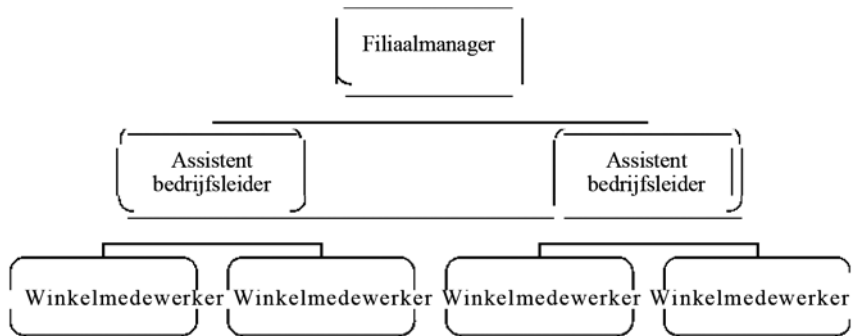 Filiaalmanager
Assistent
bedrijfsleider
Assistent
bedrijfsleider
Winkelmedewerker Winkelmedewerker Winkelmedewerker Winkelmedewerker